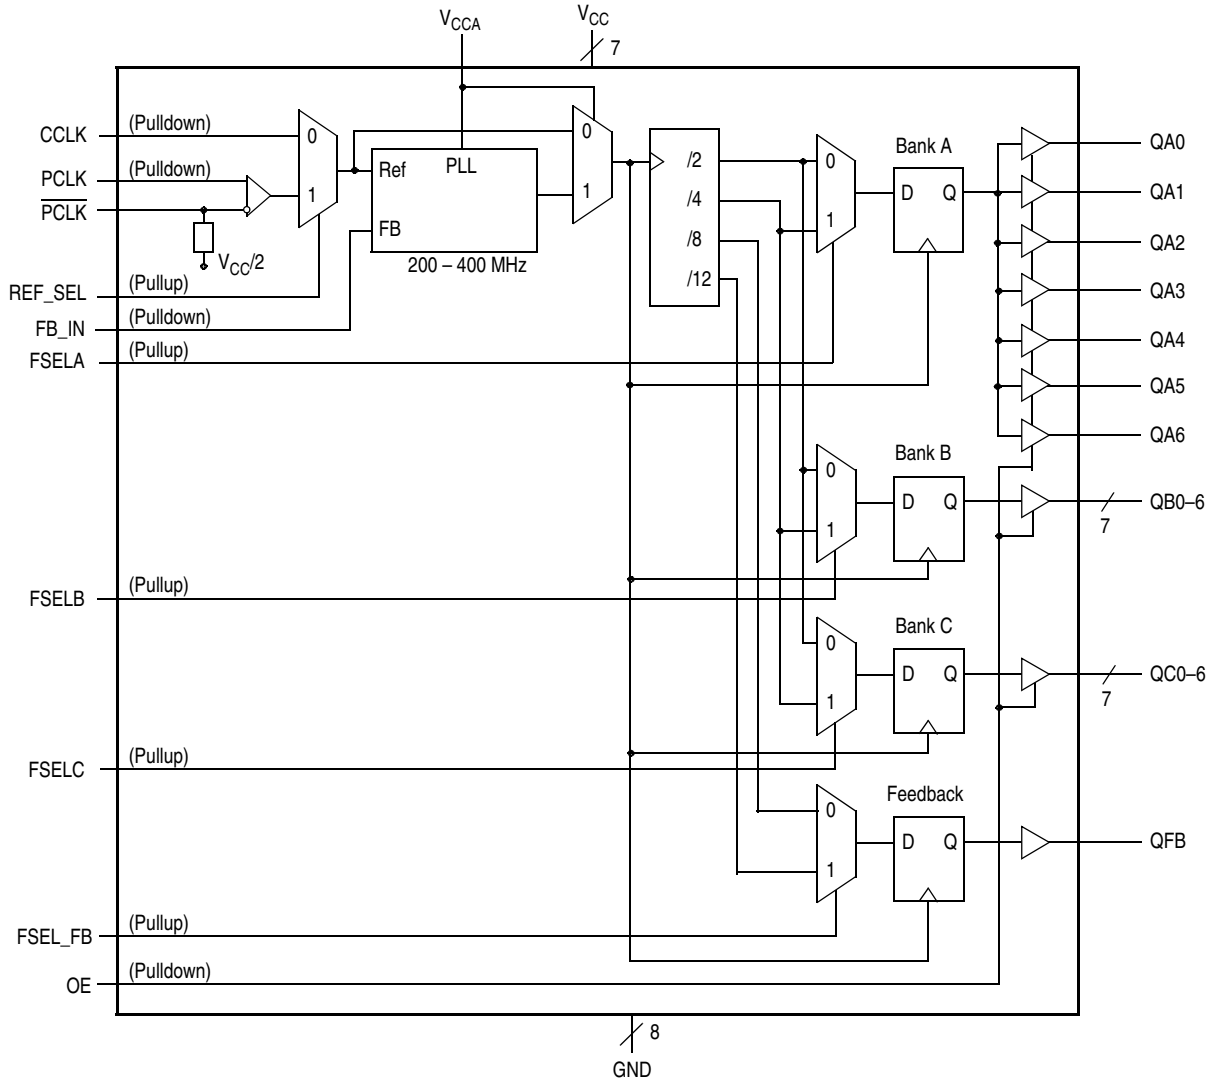 VCCA
VCC
7
CCLK
(Pulldown)
0
0
PCLK
(Pulldown)
1
Ref
PLL
1
PCLK
FB
VCC/2
200 – 400 MHz
REF_SEL
(Pullup)
FB_IN
(Pulldown)
FSELA
(Pullup)
/2
/4
/8
/12
0
1
Bank A
D
Q
QA0
QA1
QA2
QA3
QA4
QA5
QA6
Bank B
0
1
D
Q
7
QB0–6
FSELB
(Pullup)
Bank C
0
1
D
Q
7
QC0–6
FSELC
(Pullup)
Feedback
0
1
D
Q
QFB
FSEL_FB
(Pullup)
OE
(Pulldown)
8
GND